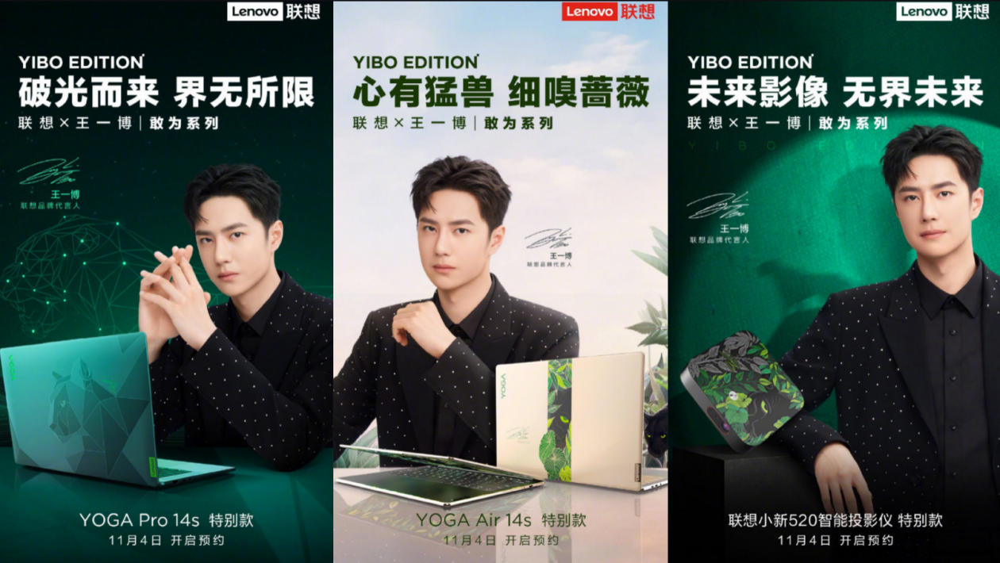 Lenovo 联想
YIBO EDITION
破光而来 界无所限
联想×王一博|敢为系列
王一博
联想品牌代言人
YOGA
Lenovo
YOGA Pro 14s 特别款
11月4日 开启预约
Lenovo 联想
YIBO EDITION
心有猛兽 细嗅蔷薇
联想×王一博|敢为系列
王一博
联想品牌代言人
YOGA
Lenovo
YOGA Air 14s 特别款
11月4日 开启预约
Lenovo 联想
YIBO EDITION
未来影像 无界未来
联想×王一博|敢为系列
YIBO EDITION
王一博
联想品牌代言人
联想小新520智能投影仪 特别款
11月4日 开启预约